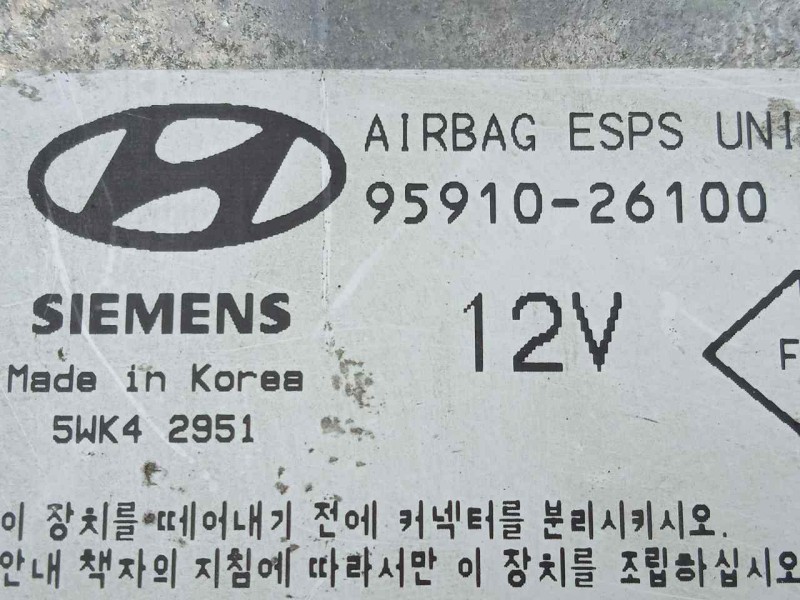 AIRBAG ESPS UNI
95910-26100
SIEMENS
12V
F
Made in Korea
5WK4 2951
이 장치를 떼어내기 전에 커넥터를 분리시키시오.
안내 책자의 지침에 따라서만 이 장치를 조립하십시오